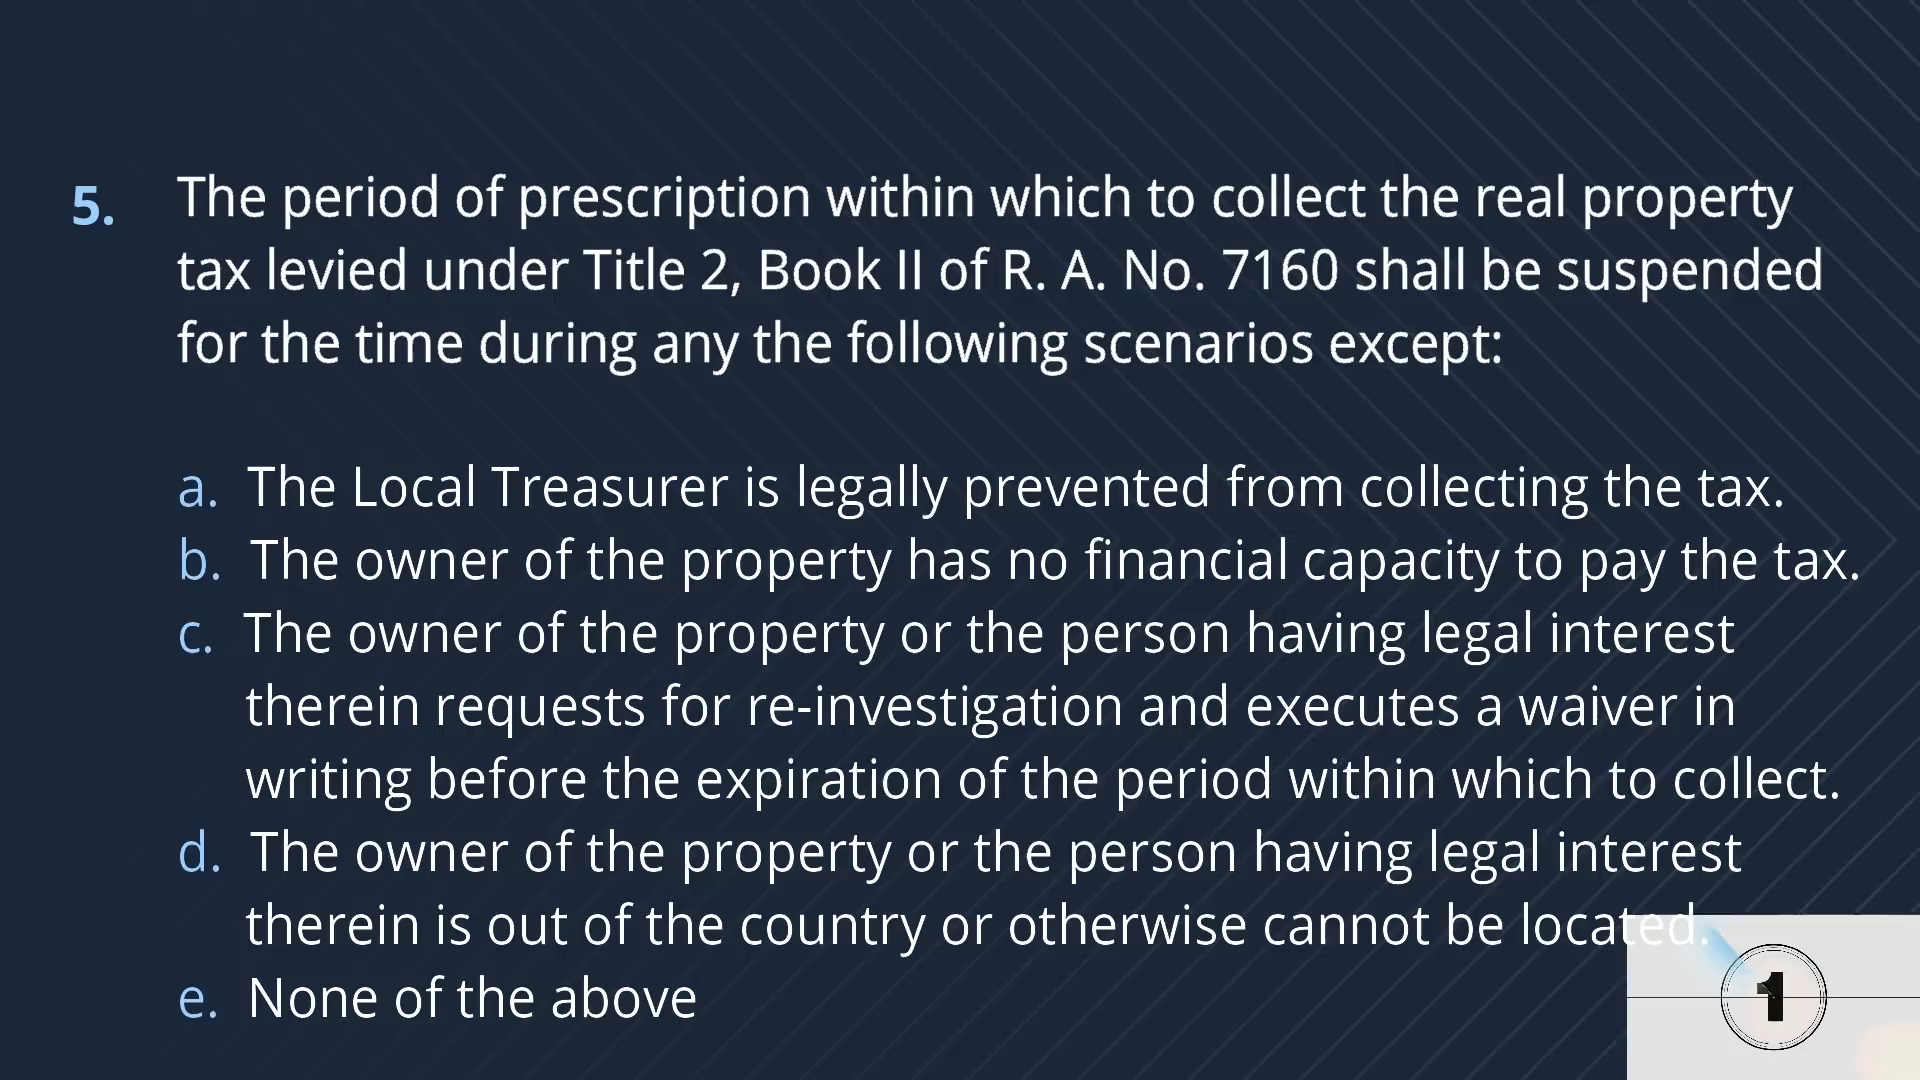 5. The period of prescription within which to collect the real property
tax levied under Title 2, Book II of R. A. No. 7160 shall be suspended
for the time during any the following scenarios except:
a. The Local Treasurer is legally prevented from collecting the tax.
b. The owner of the property has no financial capacity to pay the tax.
c. The owner of the property or the person having legal interest
therein requests for re-investigation and executes a waiver in
writing before the expiration of the period within which to collect.
d. The owner of the property or the person having legal interest
therein is out of the country or otherwise cannot be located.
e. None of the above
1